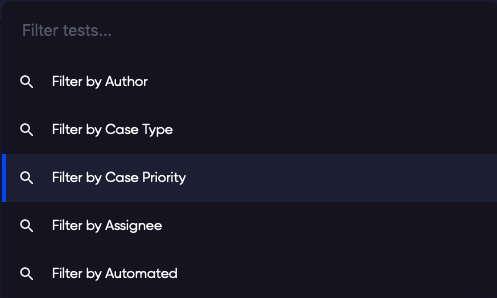 Filter tests...
Filter by Author
Filter by Case Type
Filter by Case Priority
Filter by Assignee
Filter by Automated